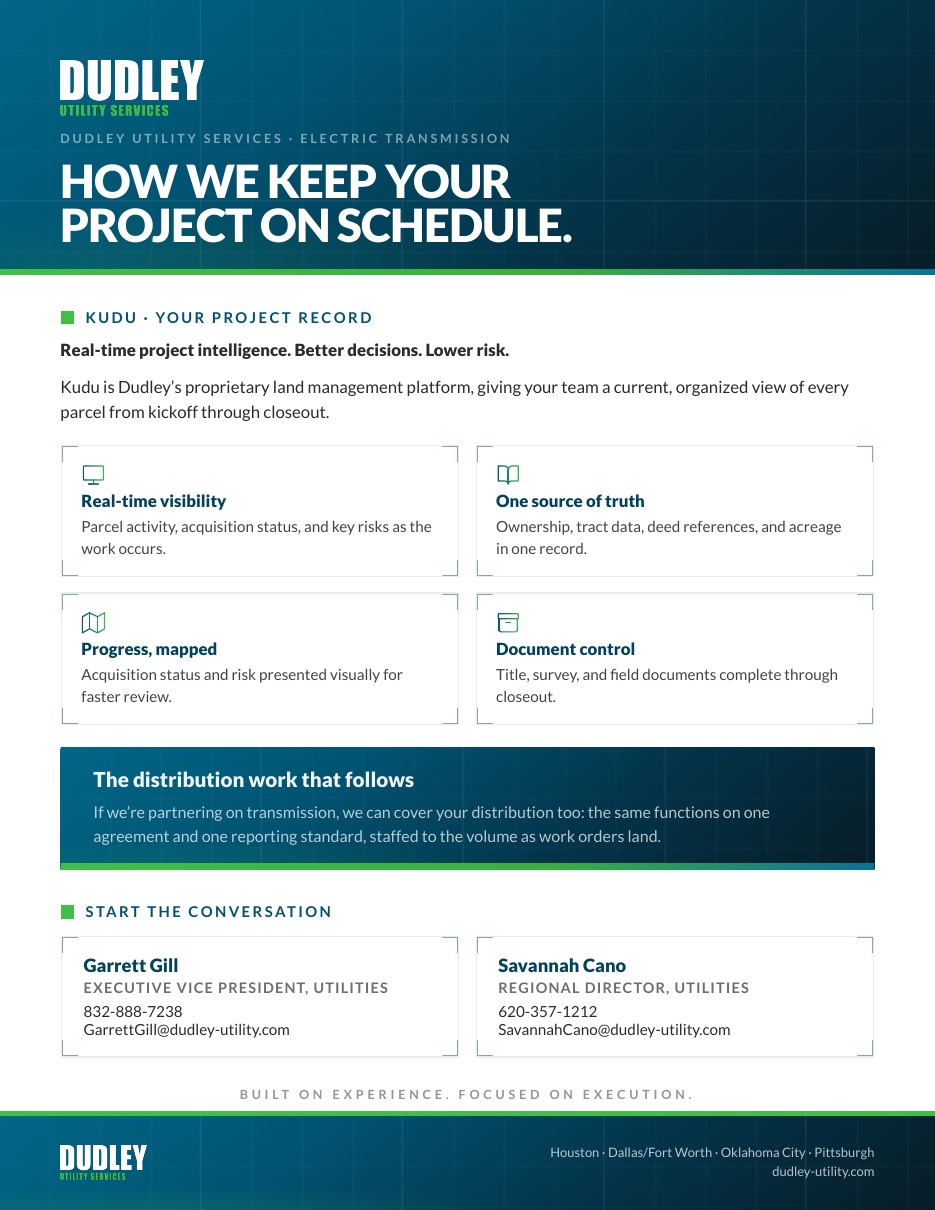 DUDLEY
UTILITY SERVICES
DUDLEY UTILITY SERVICES · ELECTRIC TRANSMISSION
HOW WE KEEP YOUR
PROJECT ON SCHEDULE.
KUDU · YOUR PROJECT RECORD
Real-time project intelligence. Better decisions. Lower risk.
Kudu is Dudley’s proprietary land management platform, giving your team a current, organized view of every
parcel from kickoff through closeout.
Real-time visibility
Parcel activity, acquisition status, and key risks as the
work occurs.
One source of truth
Ownership, tract data, deed references, and acreage
in one record.
Progress, mapped
Acquisition status and risk presented visually for
faster review.
Document control
Title, survey, and field documents complete through
closeout.
The distribution work that follows
If we’re partnering on transmission, we can cover your distribution too: the same functions on one
agreement and one reporting standard, staffed to the volume as work orders land.
START THE CONVERSATION
Garrett Gill
EXECUTIVE VICE PRESIDENT, UTILITIES
832-888-7238
GarrettGill@dudley-utility.com
Savannah Cano
REGIONAL DIRECTOR, UTILITIES
620-357-1212
SavannahCano@dudley-utility.com
BUILT ON EXPERIENCE. FOCUSED ON EXECUTION.
DUDLEY
UTILITY SERVICES
Houston · Dallas/Fort Worth · Oklahoma City · Pittsburgh
dudley-utility.com